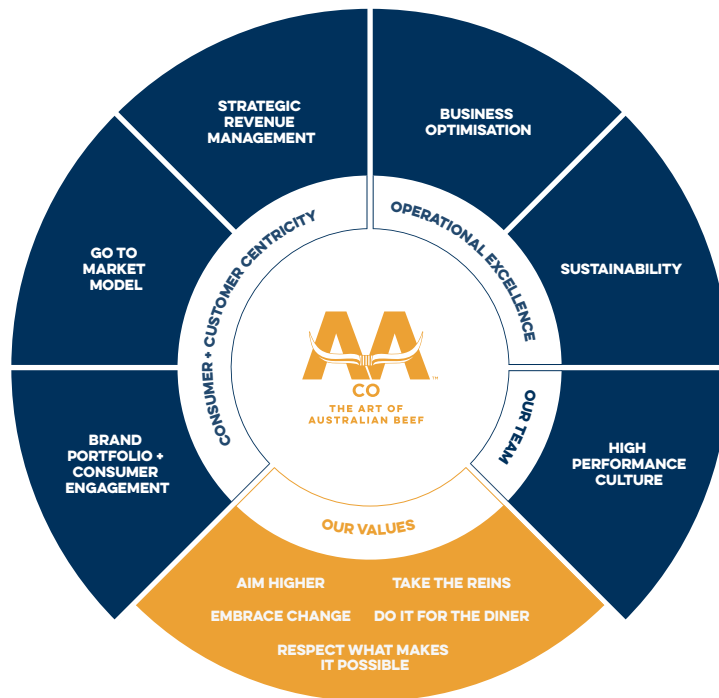 STRATEGIC
REVENUE
MANAGEMENT
BUSINESS
OPTIMISATION
GO TO
MARKET
MODEL
CONSUMER + CUSTOMER CENTRICITY
OPERATIONAL EXCELLENCE
SUSTAINABILITY
AA
CO
™
THE ART OF
AUSTRALIAN BEEF
BRAND
PORTFOLIO +
CONSUMER
ENGAGEMENT
OUR TEAM
HIGH
PERFORMANCE
CULTURE
OUR VALUES
AIM HIGHER
TAKE THE REINS
EMBRACE CHANGE
DO IT FOR THE DINER
RESPECT WHAT MAKES
IT POSSIBLE